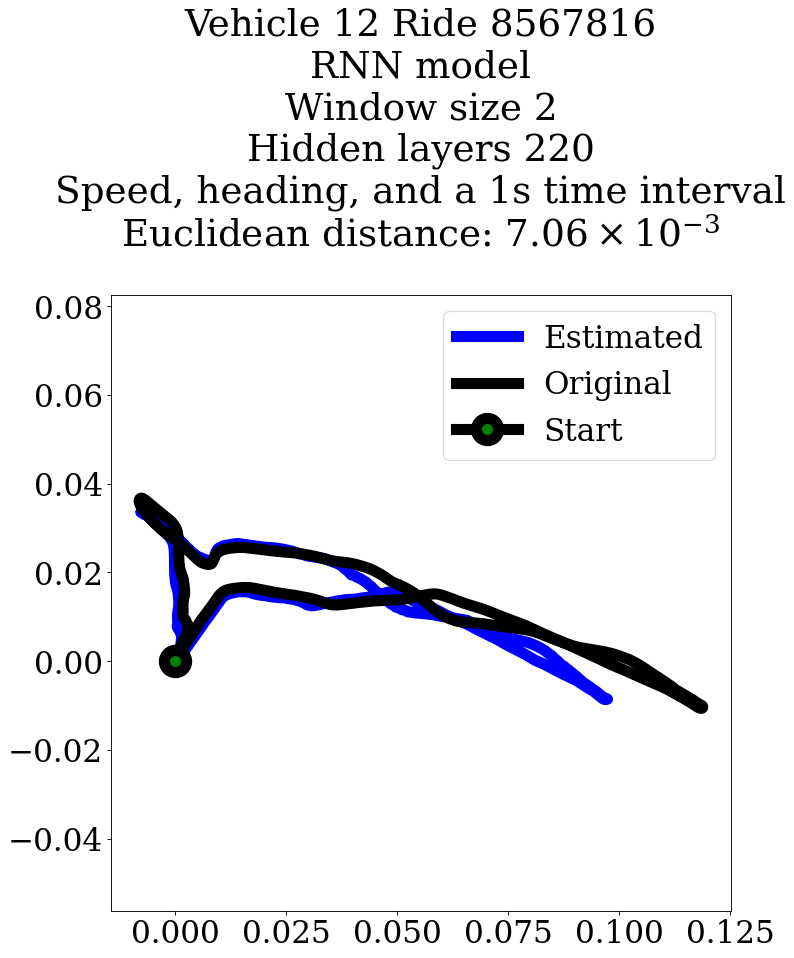 Vehicle 12 Ride 8567816
RNN model
Window size 2
Hidden layers 220
Speed, heading, and a 1s time interval
Euclidean distance: 7.06 × 10⁻³
0.08
0.06
0.04
0.02
0.00
−0.02
−0.04
Estimated
Original
Start
0.000 0.025 0.050 0.075 0.100 0.125